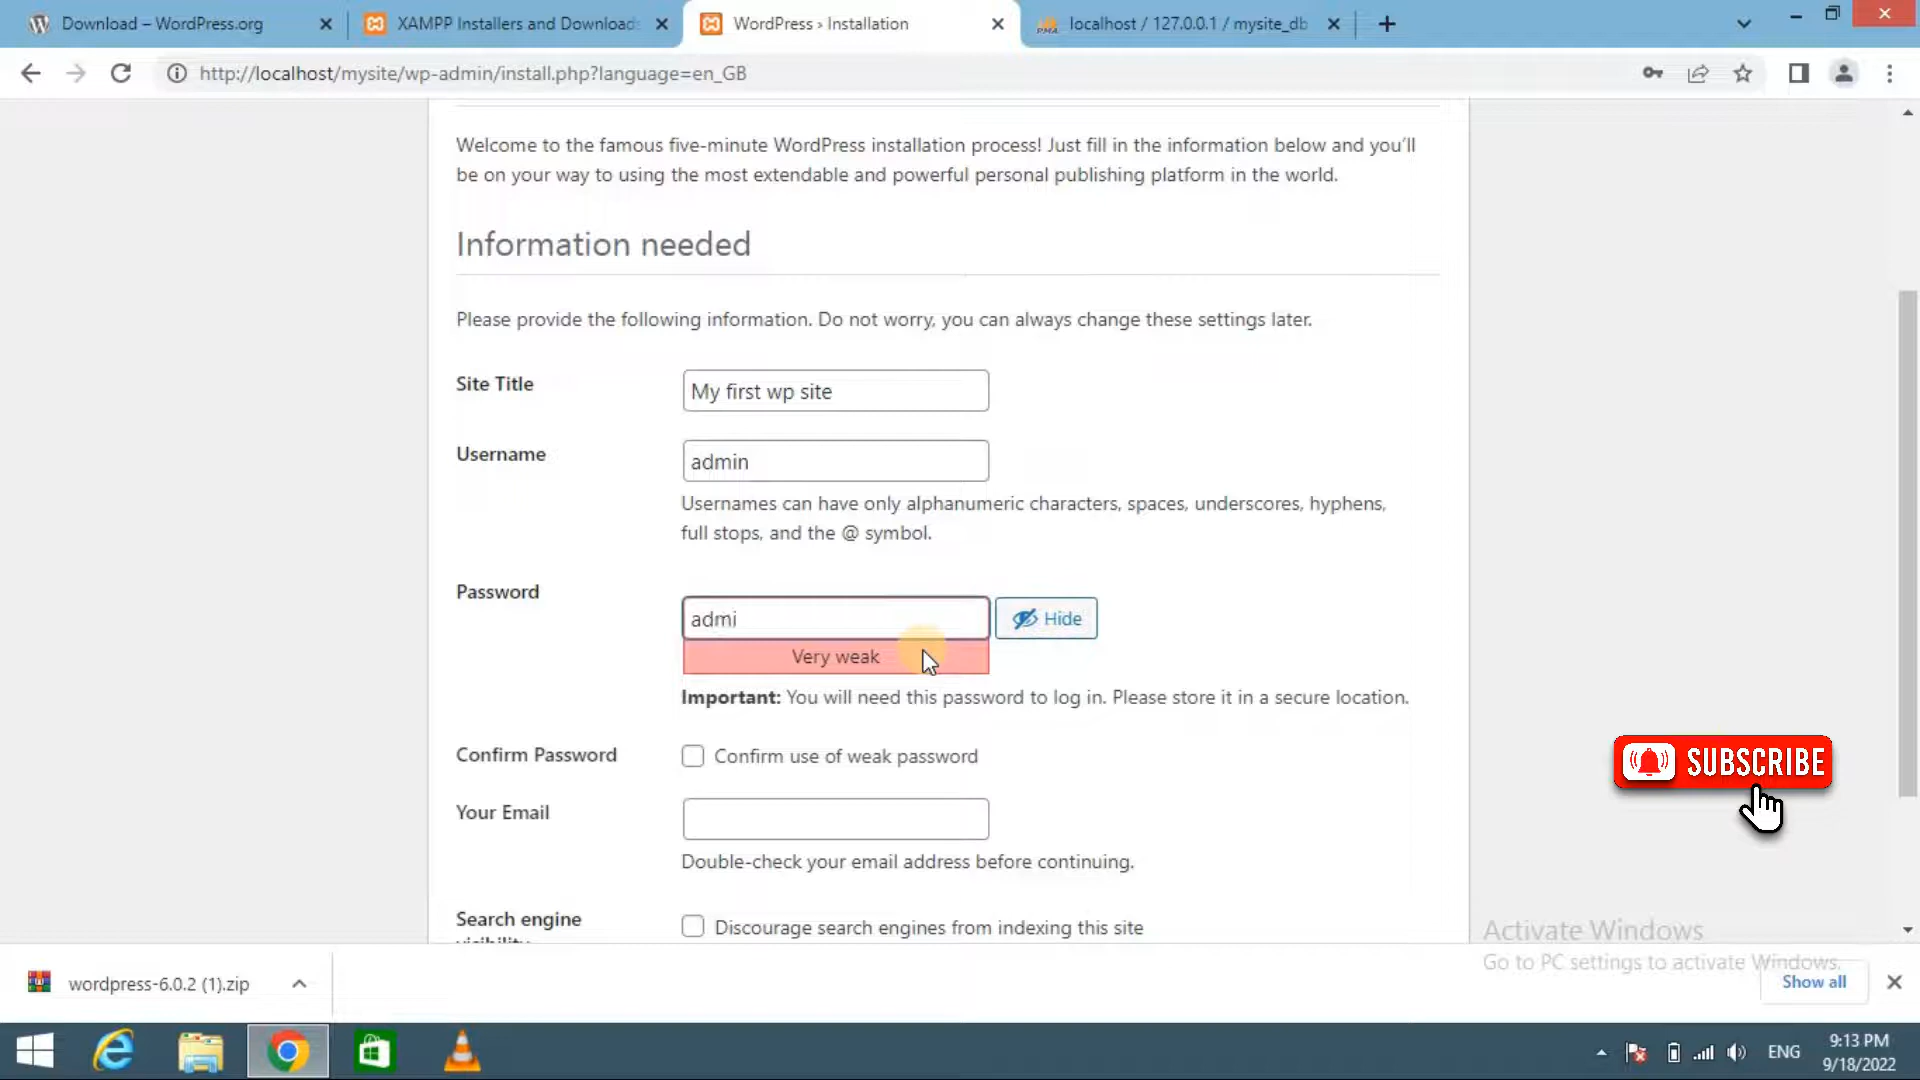 Download – WordPress.org
XAMPP Installers and Download
WordPress › Installation
PMA
localhost / 127.0.0.1 / mysite_db
http://localhost/mysite/wp-admin/install.php?language=en_GB
Welcome to the famous five-minute WordPress installation process! Just fill in the information below and you’ll
be on your way to using the most extendable and powerful personal publishing platform in the world.
Information needed
Please provide the following information. Do not worry, you can always change these settings later.
Site Title
My first wp site
Username
admin
Usernames can have only alphanumeric characters, spaces, underscores, hyphens,
full stops, and the @ symbol.
Password
admi
Hide
Very weak
Important: You will need this password to log in. Please store it in a secure location.
Confirm Password
Confirm use of weak password
SUBSCRIBE
Your Email
Double-check your email address before continuing.
Search engine
visibility
Discourage search engines from indexing this site
Activate Windows
Go to PC settings to activate Windows.
wordpress-6.0.2 (1).zip
Show all
ENG
9:13 PM
9/18/2022